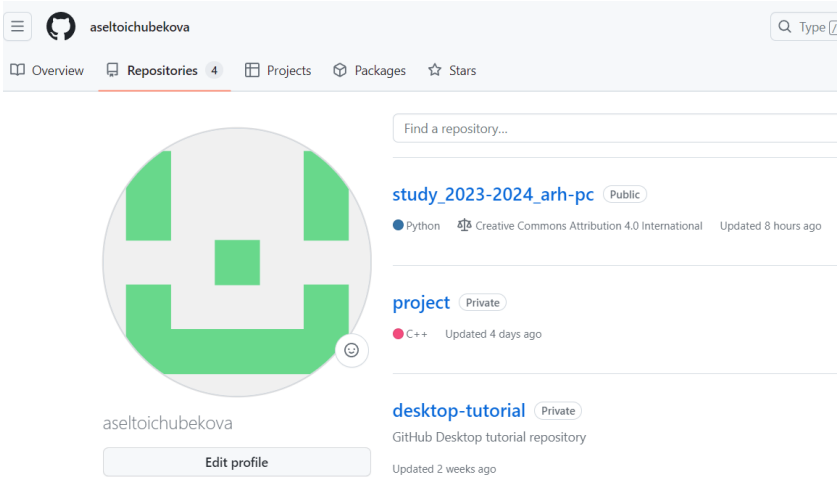 aseltoichubekova
Type /
Overview Repositories 4 Projects Packages Stars
Find a repository...
study_2023-2024_arh-pc Public
Python Creative Commons Attribution 4.0 International Updated 8 hours ago
project Private
C++ Updated 4 days ago
desktop-tutorial Private
GitHub Desktop tutorial repository
Updated 2 weeks ago
aseltoichubekova
Edit profile